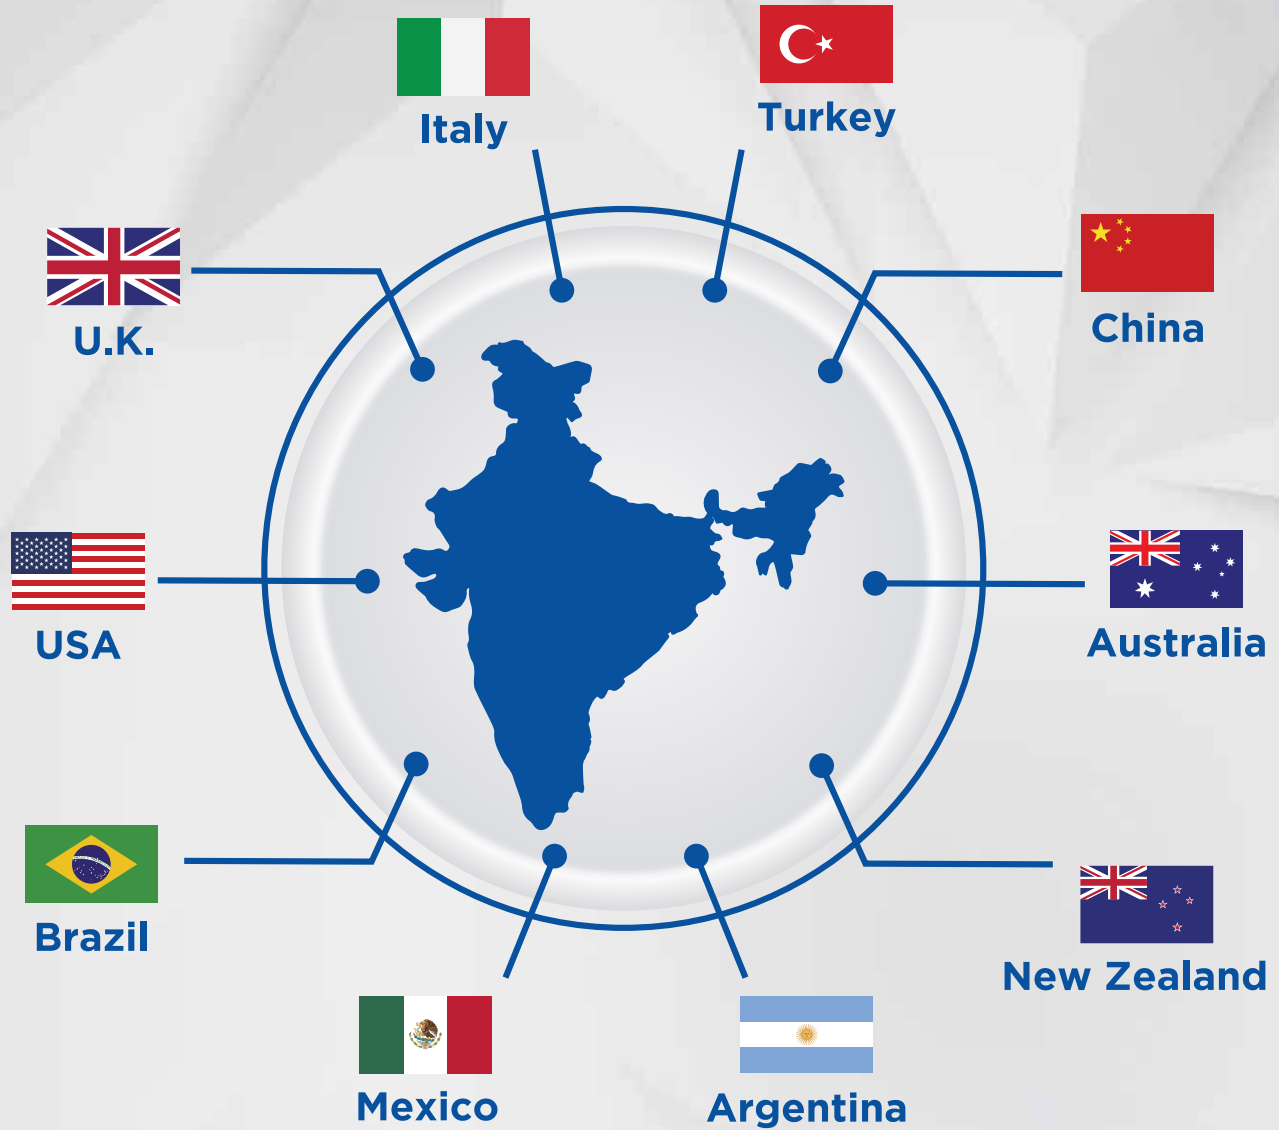 Italy
Turkey
U.K.
China
USA
Australia
Brazil
New Zealand
Mexico
Argentina